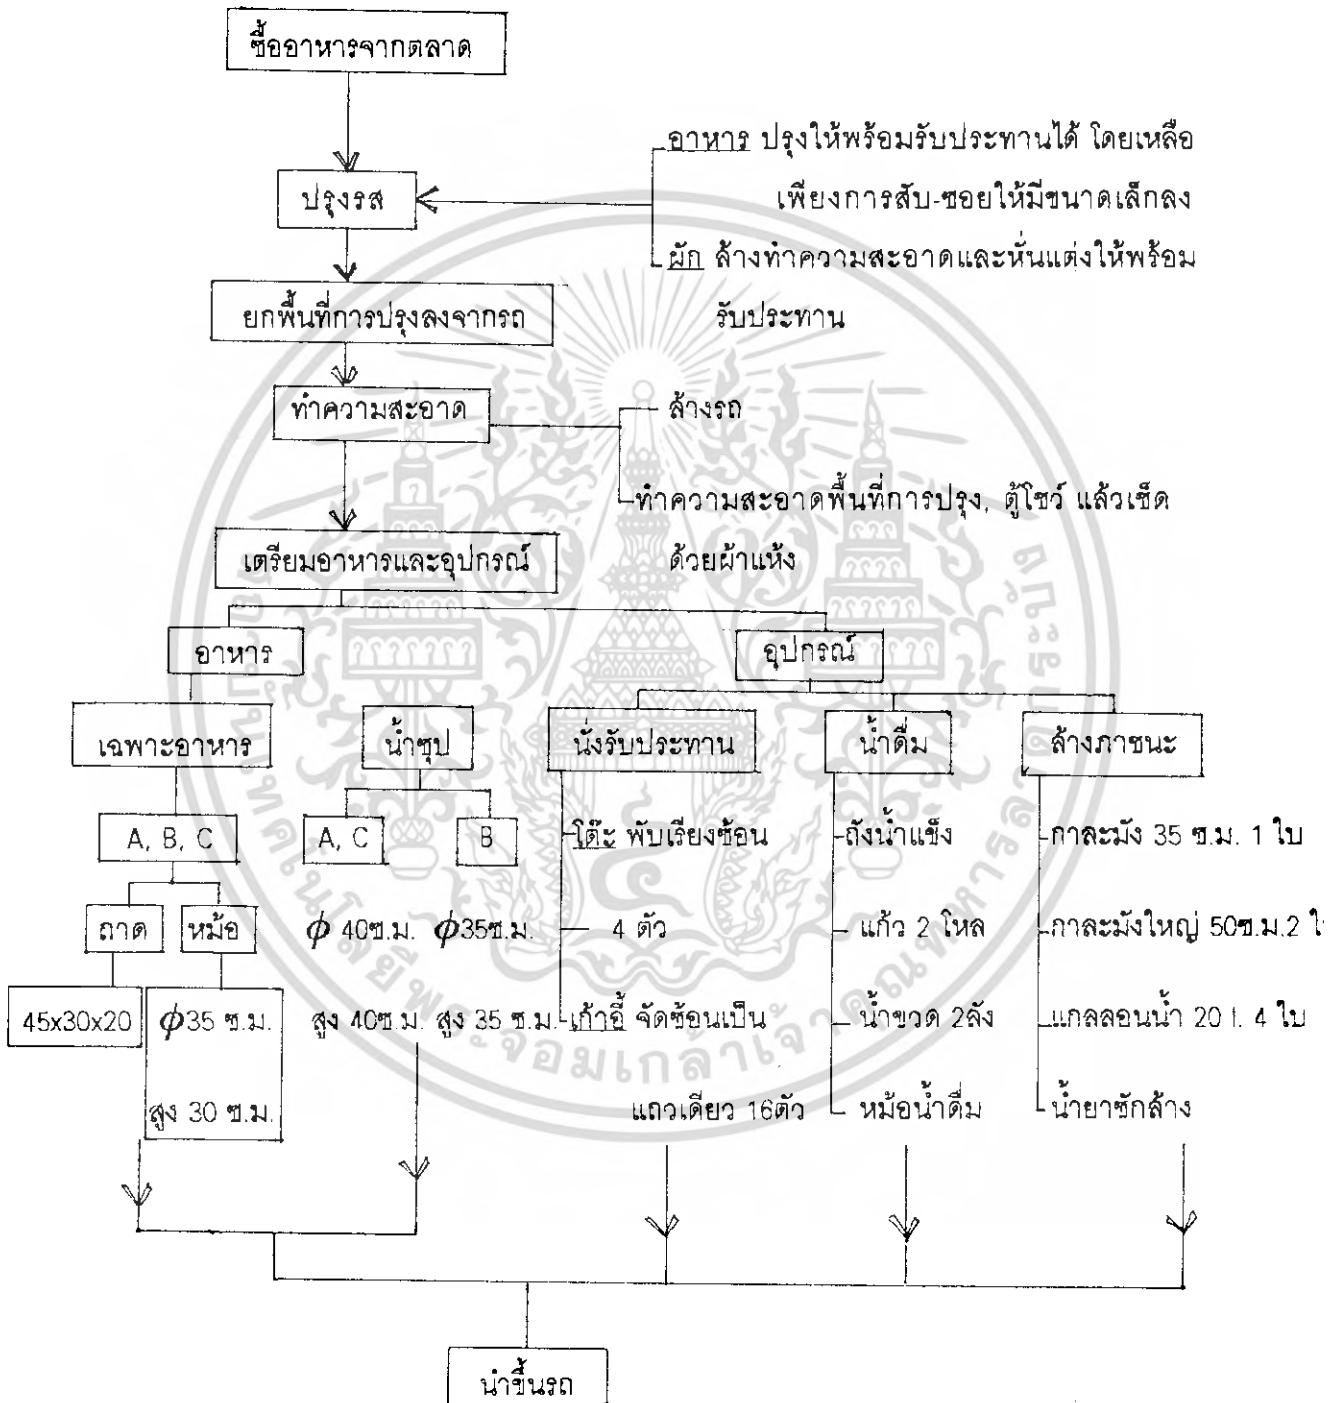 ซื้ออาหารจากตลาด
อาหาร ปรุงให้พร้อมรับประทานได้ โดยเหลือ
เพียงการสับ-ซอยให้มีขนาดเล็กลง
ปรุงรส
ผัก ล้างทำความสะอาดและหั่นแต่งให้พร้อม
รับประทาน
ยกพื้นที่การปรุงลงจากรถ
ทำความสะอาด
ล้างรถ
ทำความสะอาดพื้นที่การปรุง, ตู้โชว์ แล้วเช็ด
ด้วยผ้าแห้ง
เตรียมอาหารและอุปกรณ์
อาหาร
อุปกรณ์
เฉพาะอาหาร
น้ำซุป
นั่งรับประทาน
น้ำดื่ม
ล้างภาชนะ
A, B, C
A, C
B
โต๊ะ พับเรียงซ้อน
ถังน้ำแข็ง
กาละมัง 35 ซ.ม. 1 ใบ
ถาด
หม้อ
ϕ 40ซ.ม.
ϕ35ซ.ม.
4 ตัว
แก้ว 2 โหล
กาละมังใหญ่ 50ซ.ม.2
45x30x20
ϕ35 ซ.ม.
สูง 40ซ.ม.
สูง 35 ซ.ม.
เก้าอี้ จัดซ้อนเป็น
น้ำขวด 2ลัง
แกลลอนน้ำ 20 l. 4 ใบ
สูง 30 ซ.ม.
แถวเดียว 16ตัว
หม้อน้ำดื่ม
น้ำยาซักล้าง
นำขึ้นรถ